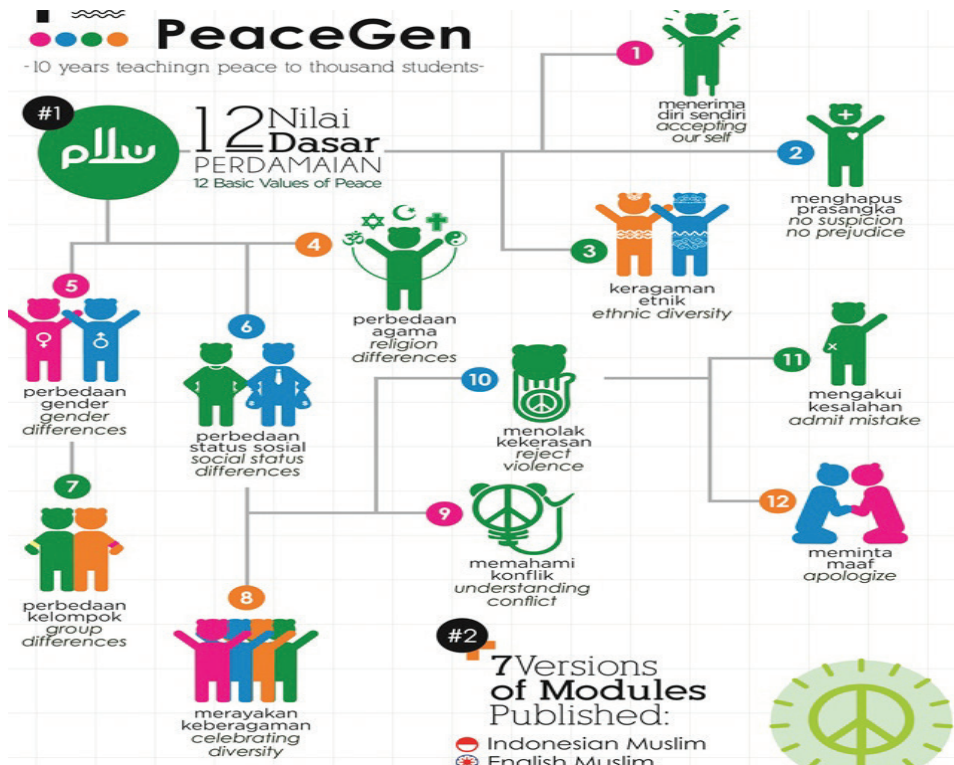 PeaceGen
-10 years teachingn peace to thousand students-
#1
سلام
12 Nilai
Dasar
PERDAMAIAN
12 Basic Values of Peace
1
menerima
diri sendiri
accepting
our self
2
menghapus
prasangka
no suspicion
no prejudice
3
keragaman
etnik
ethnic diversity
4
perbedaan
agama
religion
differences
5
perbedaan
gender
gender
differences
6
perbedaan
status sosial
social status
differences
7
perbedaan
kelompok
group
differences
8
merayakan
keberagaman
celebrating
diversity
9
memahami
konflik
understanding
conflict
10
menolak
kekerasan
reject
violence
11
mengakui
kesalahan
admit mistake
12
meminta
maaf
apologize
#2
7 Versions
of Modules
Published:
Indonesian Muslim
English Muslim